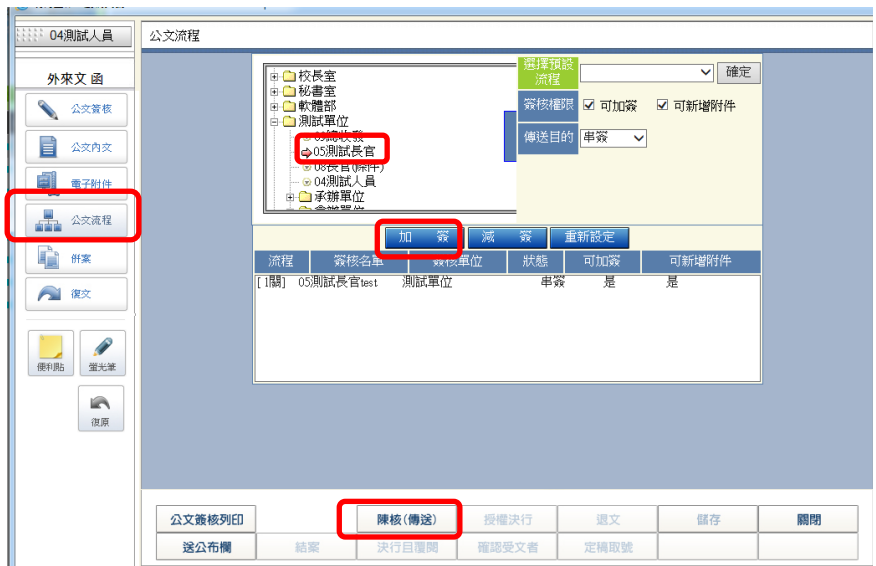 04測試人員
公文流程
外來文 函
公文簽核
公文內文
電子附件
公文流程
併案
復文
便利貼
螢光筆
復原
校長室
秘書室
軟體部
測試單位
05測試長官
04測試人員
承辦單位
選擇預設流程
確定
簽核權限
可加簽
可新增附件
傳送目的
串簽
加 簽
減 簽
重新設定
流程 簽核名單 簽核單位 狀態 可加簽 可新增附件
[1關] 05測試長官test 測試單位 串簽 是 是
公文簽核列印 陳核(傳送) 授權決行 退文 儲存 關閉
送公布欄 結案 決行且覆閱 確認受文者 定稿取號